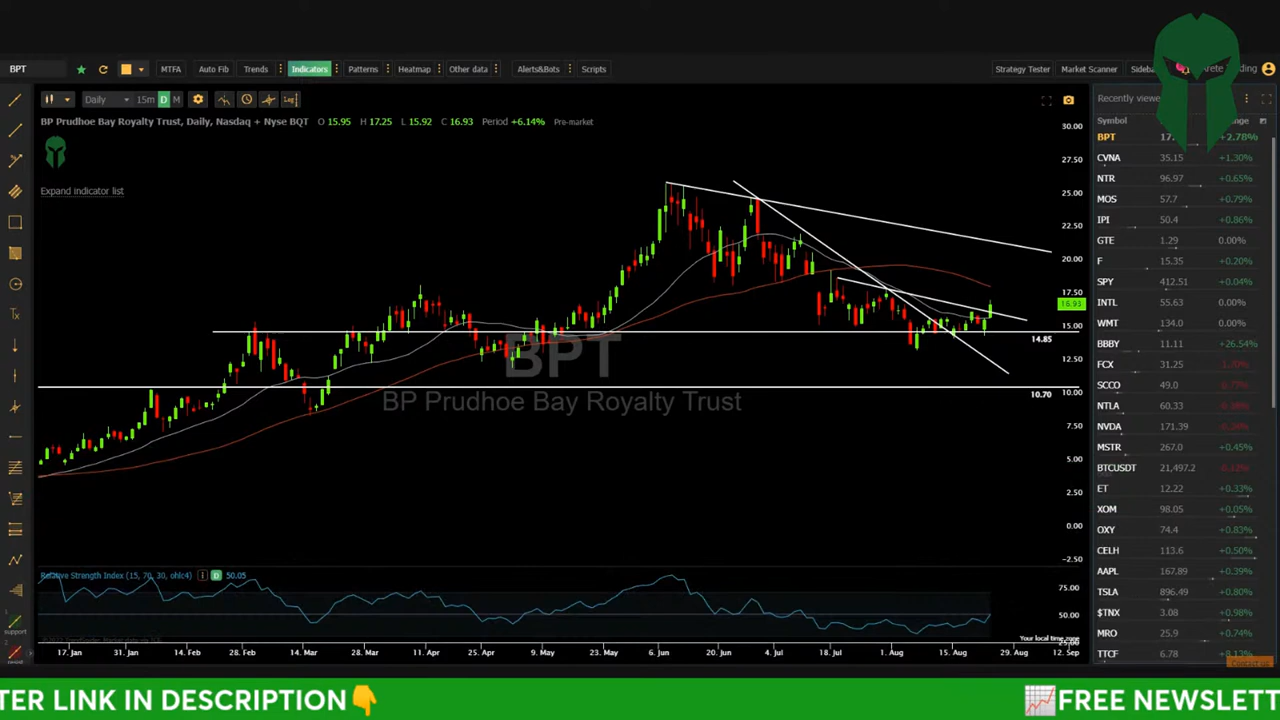 BPT
MTFA
Auto Fib
Trends
Indicators
Patterns
Heatmap
Other data
Alerts&Bots
Scripts
Strategy Tester
Market Scanner
Daily
15m D M
BP Prudhoe Bay Royalty Trust, Daily, Nasdaq + Nyse BQT O 15.95 H 17.25 L 15.92 C 16.93 Period +6.14% Pre-market
Expand indicator list
30.00
27.50
25.00
22.50
20.00
17.50
16.93
15.00
14.85
12.50
10.00
10.70
7.50
5.00
2.50
0.00
−2.50
BPT
BP Prudhoe Bay Royalty Trust
Relative Strength Index (15, 70, 30, ohlc4) D 50.05
75.00
50.00
Your local time zone
17. Jan 31. Jan 14. Feb 28. Feb 14. Mar 28. Mar 11. Apr 25. Apr 9. May 23. May 6. Jun 20. Jun 4. Jul 18. Jul 1. Aug 15. Aug 29. Aug 12. Sep
support
Symbol
BPT +2.78%
CVNA 35.15 +1.30%
NTR 96.97 +0.65%
MOS 57.7 +0.79%
IPI 50.4 +0.86%
GTE 1.29 0.00%
F 15.35 +0.20%
SPY 412.51 +0.04%
INTL 55.63 0.00%
WMT 134.0 0.00%
BBBY 11.11 +26.54%
FCX 31.25
SCCO 49.0
NTLA 60.33
NVDA 171.39
MSTR 267.0 +0.45%
BTCUSDT 21,497.2
ET 12.22 +0.33%
XOM 98.05 +0.05%
OXY 74.4 +0.83%
CELH 113.6 +0.50%
AAPL 167.89 +0.39%
TSLA 896.49 +0.80%
$TNX 3.08 +0.98%
MRO 25.9 +0.74%
TTCF 6.78 +8.13%
Contact us
TER LINK IN DESCRIPTION👇
📈FREE NEWSLETT